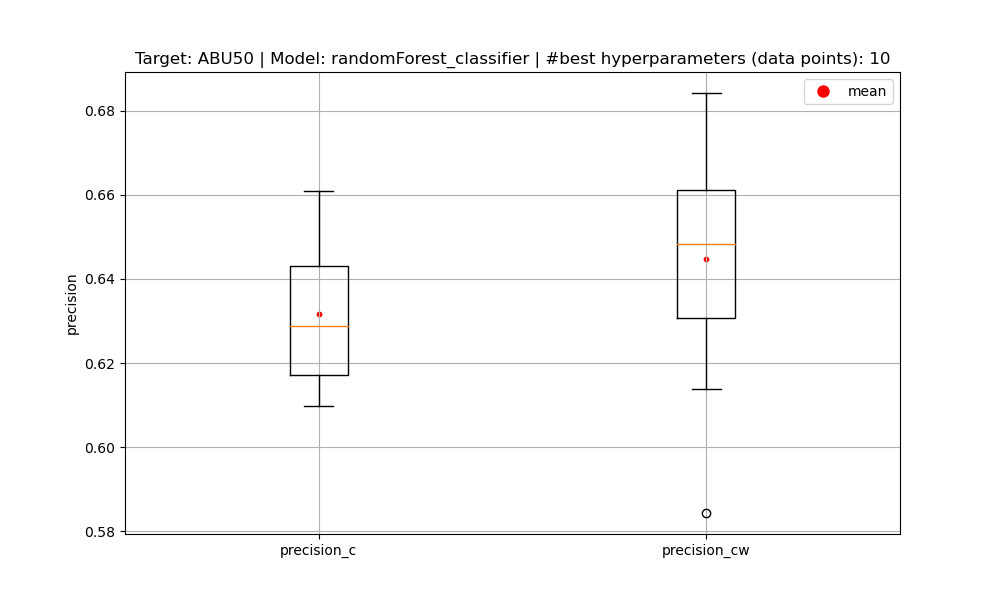 Target: ABU50 | Model: randomForest_classifier | #best hyperparameters (data points): 10
mean
0.68
0.66
0.64
0.62
0.60
0.58
precision
precision_c
precision_cw